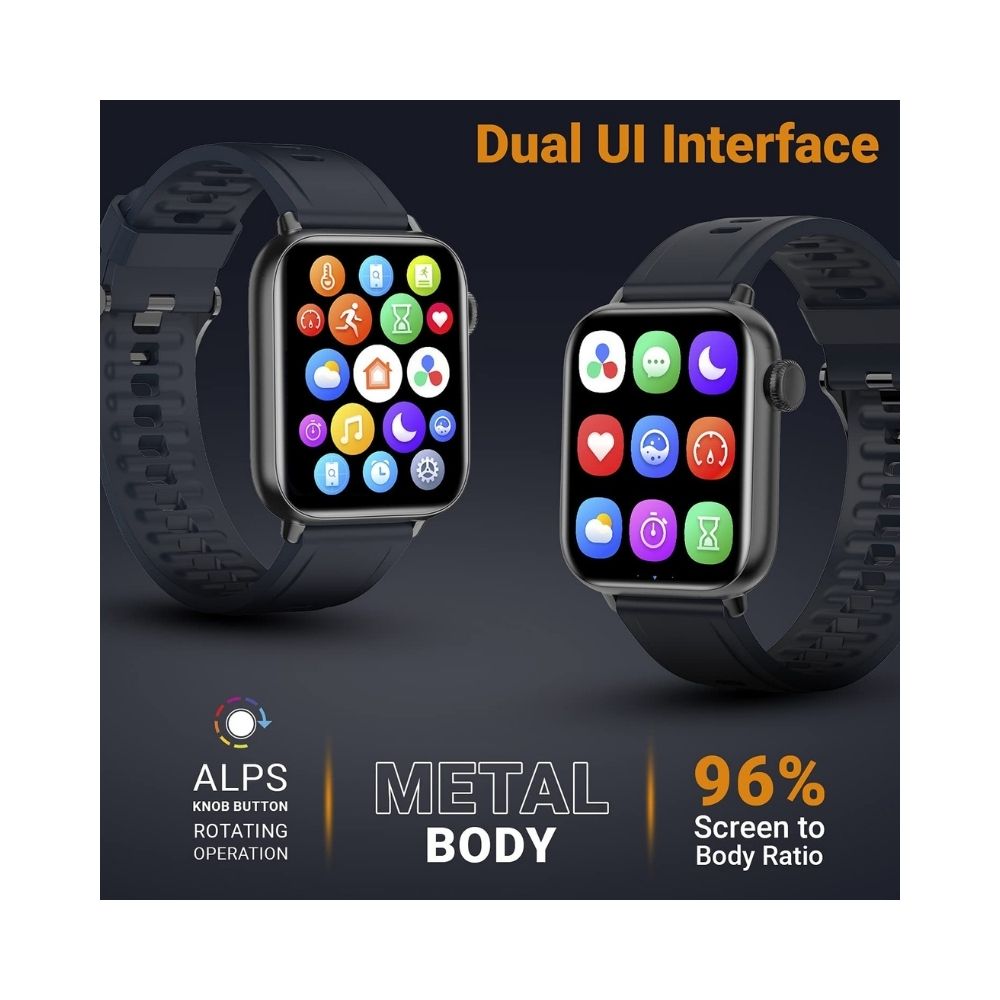 Dual UI Interface
ALPS
KNOB BUTTON
ROTATING
OPERATION
METAL
BODY
96%
Screen to
Body Ratio